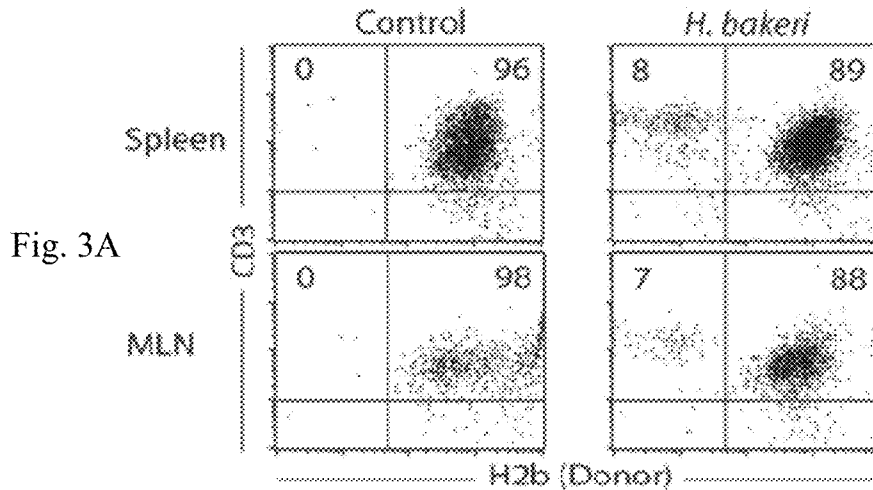 Control H. bakeri
0 96 8 89
Spleen
Fig. 3A
CD3
0 98 7 88
MLN
H2b (Donor)